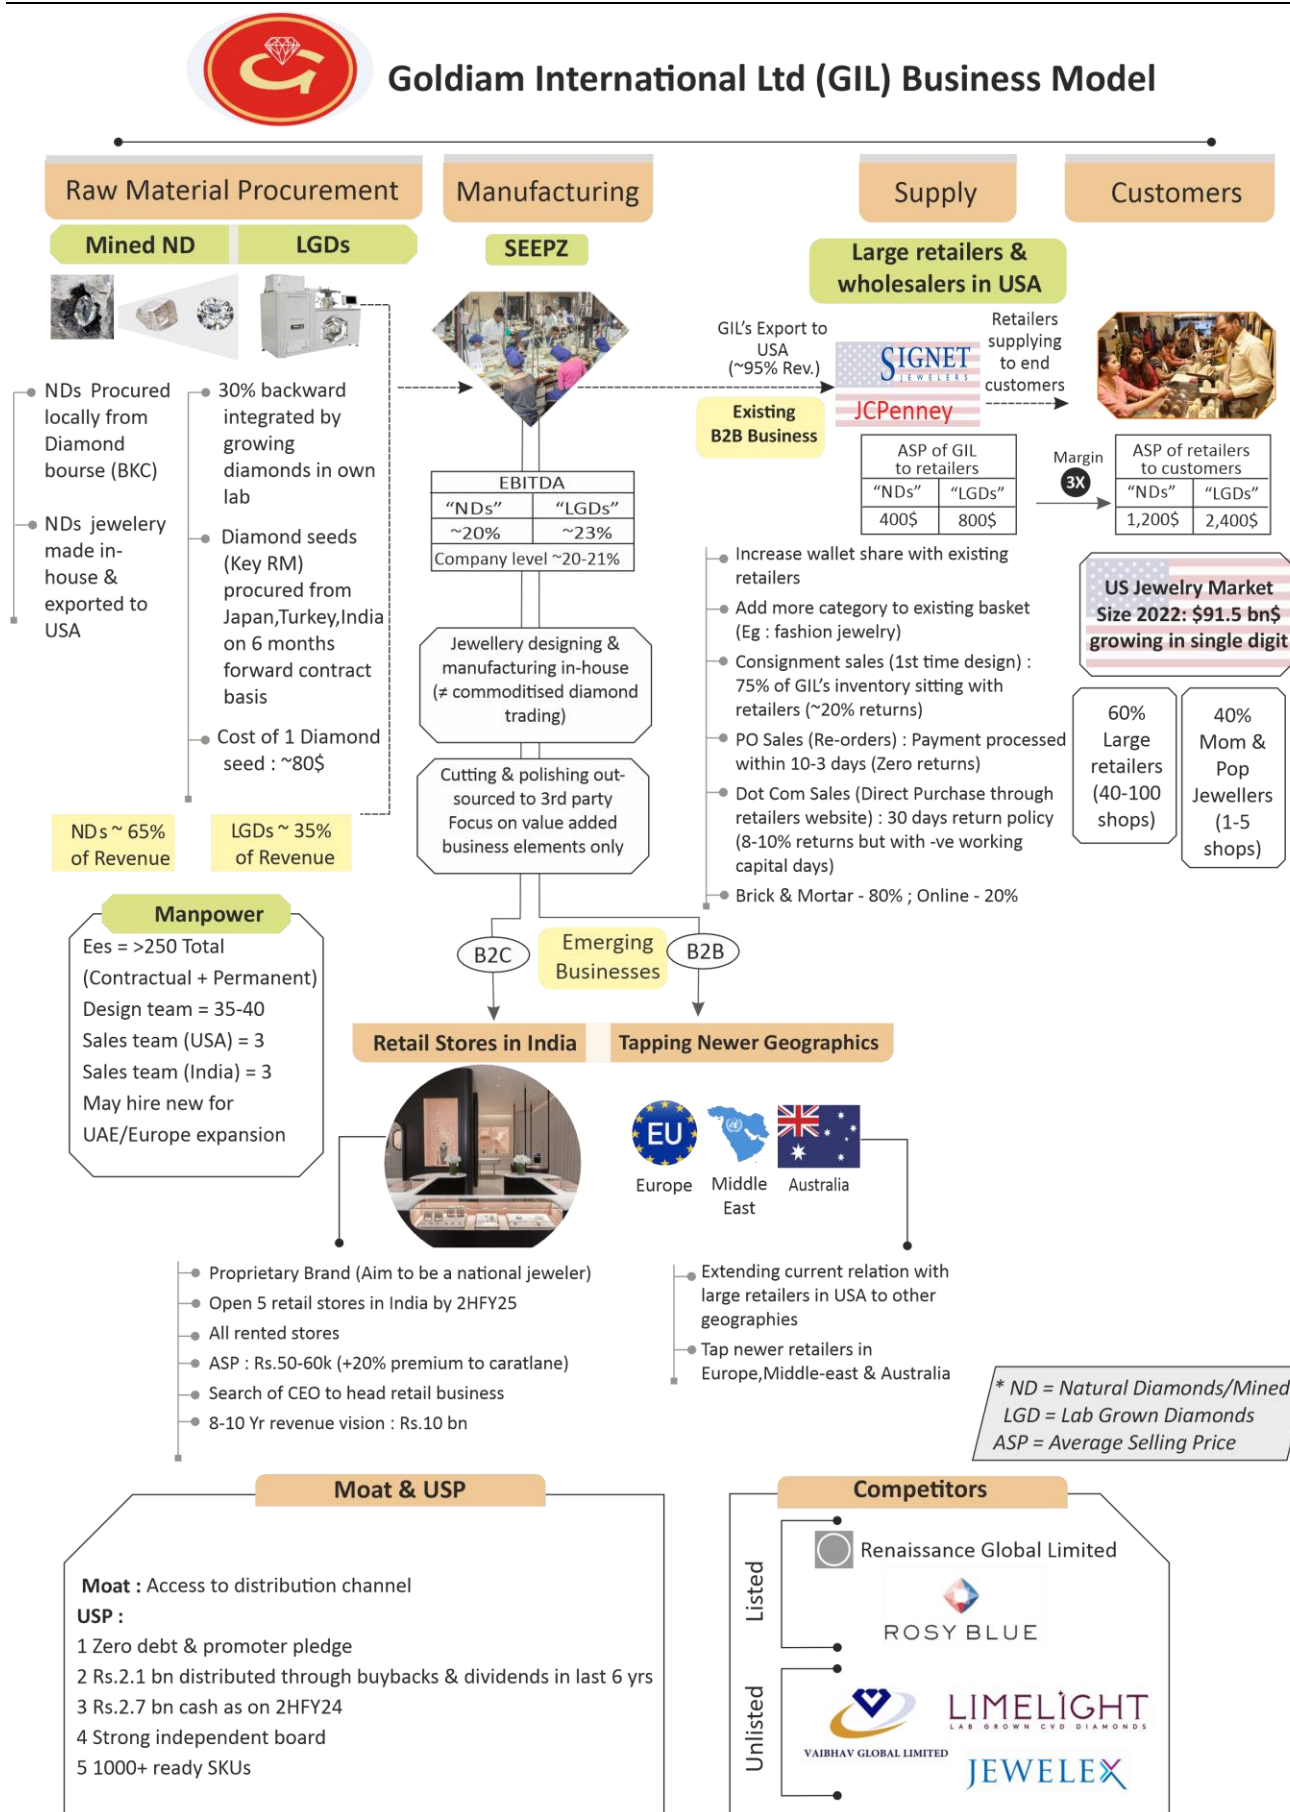 Goldiam International Ltd (GIL) Business Model
Raw Material Procurement
Mined ND
LGDs
NDs Procured
locally from
Diamond
bourse (BKC)
NDs jewelery
made in-
house &
exported to
USA
30% backward
integrated by
growing
diamonds in own
lab
Diamond seeds
(Key RM)
procured from
Japan,Turkey,India
on 6 months
forward contract
basis
Cost of 1 Diamond
seed : ~80$
NDs ~ 65%
of Revenue
LGDs ~ 35%
of Revenue
Manpower
Ees = >250 Total
(Contractual + Permanent)
Design team = 35-40
Sales team (USA) = 3
Sales team (India) = 3
May hire new for
UAE/Europe expansion
Manufacturing
SEEPZ
EBITDA
“NDs” “LGDs”
~20% ~23%
Company level ~20-21%
Jewellery designing &
manufacturing in-house
(≠ commoditised diamond
trading)
Cutting & polishing out-
sourced to 3rd party
Focus on value added
business elements only
GIL’s Export to
USA
(~95% Rev.)
Existing
B2B Business
Supply
Large retailers &
wholesalers in USA
SIGNET
JEWELERS
JCPenney
Retailers
supplying
to end
customers
Customers
ASP of GIL
to retailers
“NDs” “LGDs”
400$ 800$
Margin
3X
ASP of retailers
to customers
“NDs” “LGDs”
1,200$ 2,400$
Increase wallet share with existing
retailers
Add more category to existing basket
(Eg : fashion jewelry)
Consignment sales (1st time design) :
75% of GIL’s inventory sitting with
retailers (~20% returns)
PO Sales (Re-orders) : Payment processed
within 10-3 days (Zero returns)
Dot Com Sales (Direct Purchase through
retailers website) : 30 days return policy
(8-10% returns but with -ve working
capital days)
Brick & Mortar - 80% ; Online - 20%
US Jewelry Market
Size 2022: $91.5 bn$
growing in single digit
60%
Large
retailers
(40-100
shops)
40%
Mom &
Pop
Jewellers
(1-5
shops)
B2C
Emerging
Businesses
B2B
Retail Stores in India
Tapping Newer Geographics
EU
Europe
Middle
East
Australia
Proprietary Brand (Aim to be a national jeweler)
Open 5 retail stores in India by 2HFY25
All rented stores
ASP : Rs.50-60k (+20% premium to caratlane)
Search of CEO to head retail business
8-10 Yr revenue vision : Rs.10 bn
Extending current relation with
large retailers in USA to other
geographies
Tap newer retailers in
Europe,Middle-east & Australia
* ND = Natural Diamonds/Mined
LGD = Lab Grown Diamonds
ASP = Average Selling Price
Moat & USP
Moat : Access to distribution channel
USP :
1 Zero debt & promoter pledge
2 Rs.2.1 bn distributed through buybacks & dividends in last 6 yrs
3 Rs.2.7 bn cash as on 2HFY24
4 Strong independent board
5 1000+ ready SKUs
Competitors
Listed
Renaissance Global Limited
ROSY BLUE
Unlisted
VAIBHAV GLOBAL LIMITED
LIMELIGHT
LAB GROWN CVD DIAMONDS
JEWELEX